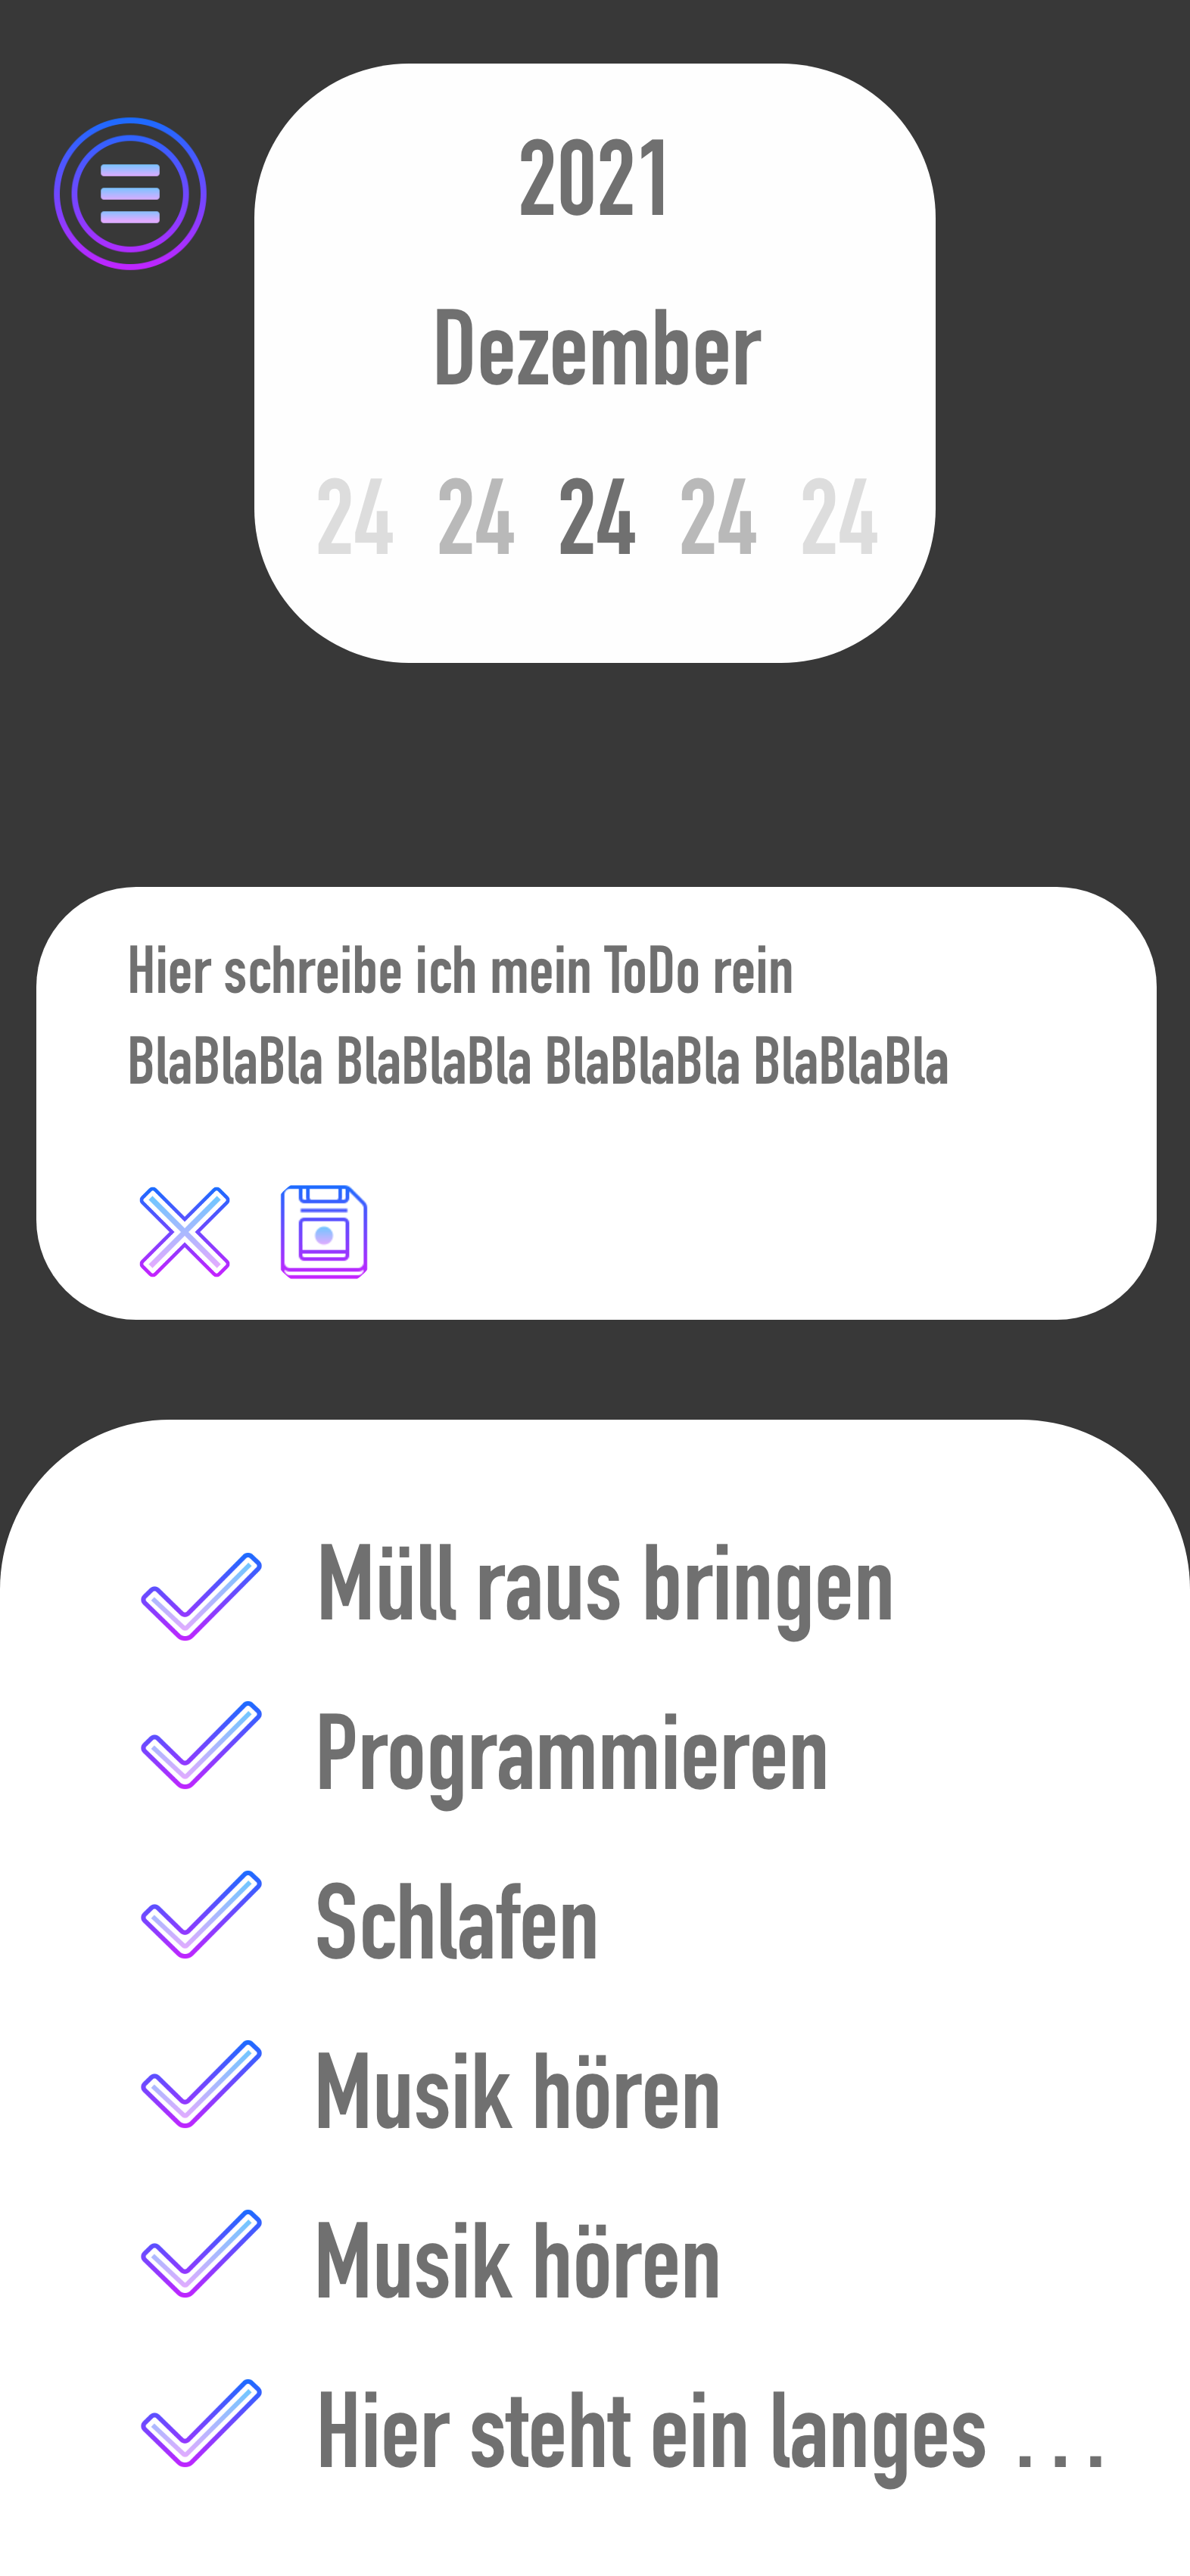 2021
Dezember
24 24 24 24 24
Hier schreibe ich mein ToDo rein
BlaBlaBla BlaBlaBla BlaBlaBla BlaBlaBla
Müll raus bringen
Programmieren
Schlafen
Musik hören
Musik hören
Hier steht ein langes ...